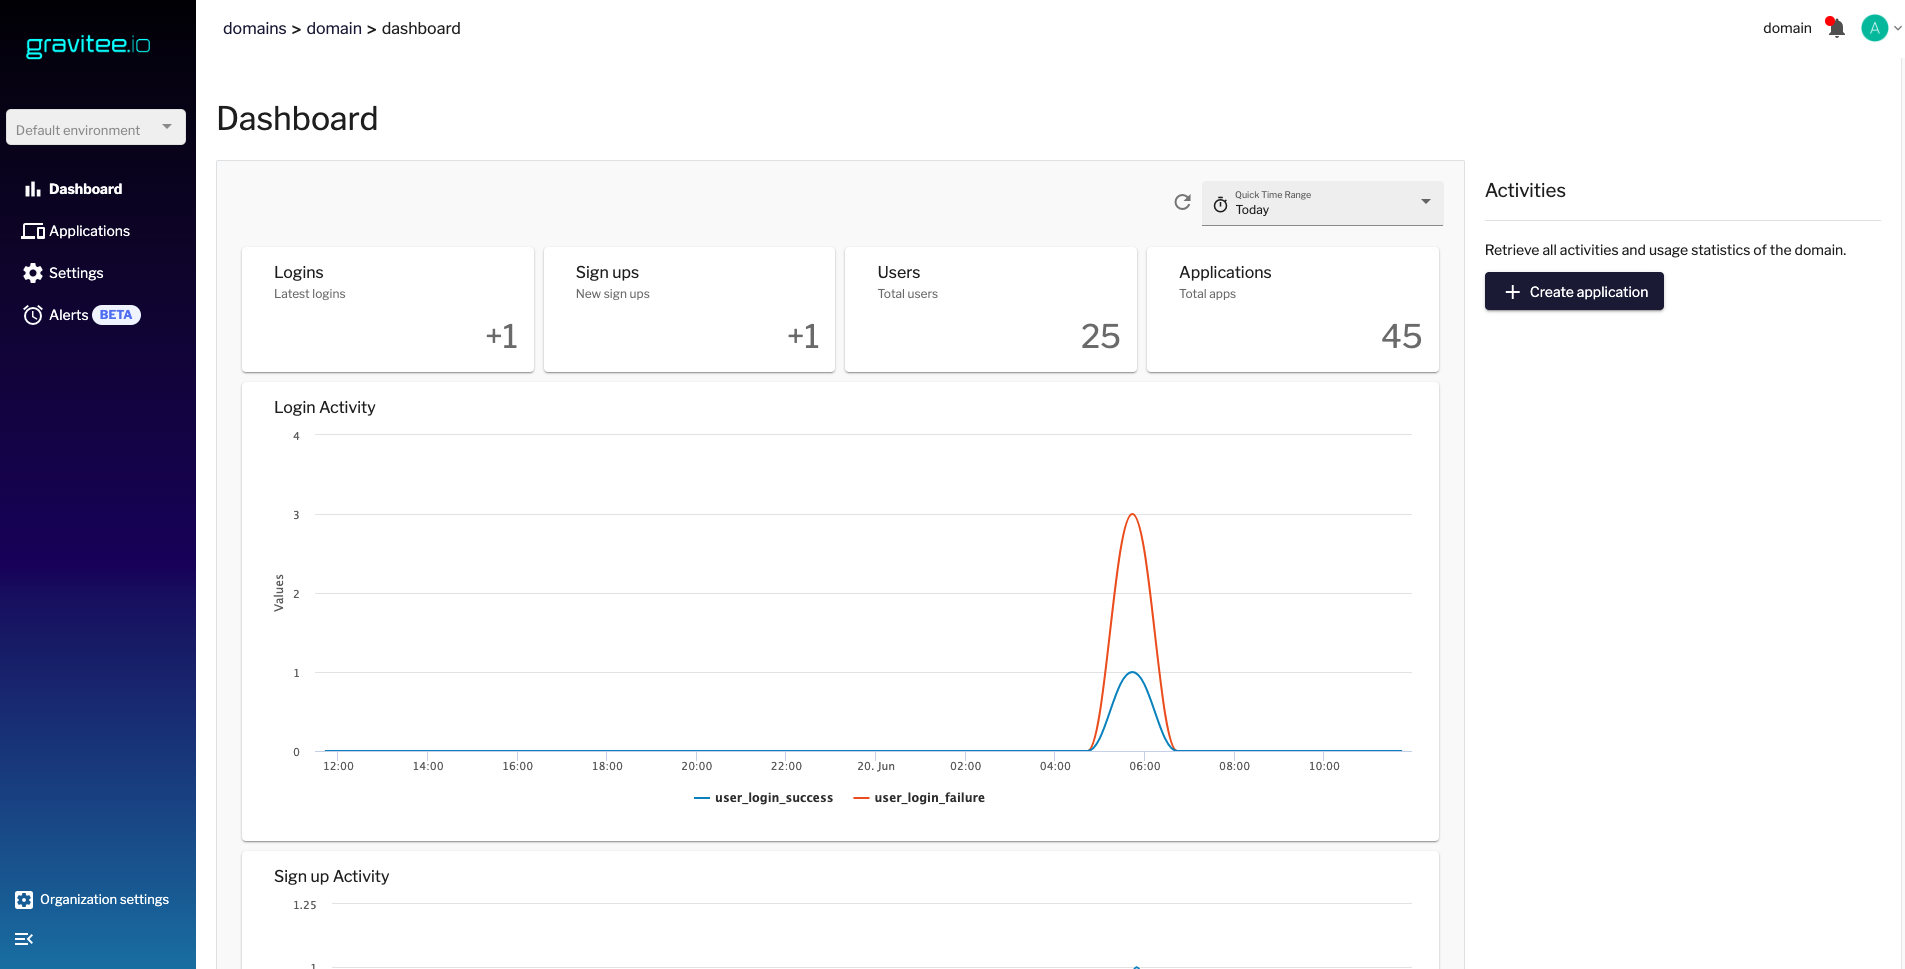 gravitee.io
domains > domain > dashboard
domain
A
Default environment
Dashboard
Applications
Settings
Alerts BETA
Organization settings
Dashboard
Quick Time Range
Today
Logins
Latest logins
+1
Sign ups
New sign ups
+1
Users
Total users
25
Applications
Total apps
45
Login Activity
4
3
2
1
0
Values
12:00 14:00 16:00 18:00 20:00 22:00 20. Jun 02:00 04:00 06:00 08:00 10:00
user_login_success user_login_failure
Sign up Activity
1.25
1
Activities
Retrieve all activities and usage statistics of the domain.
Create application